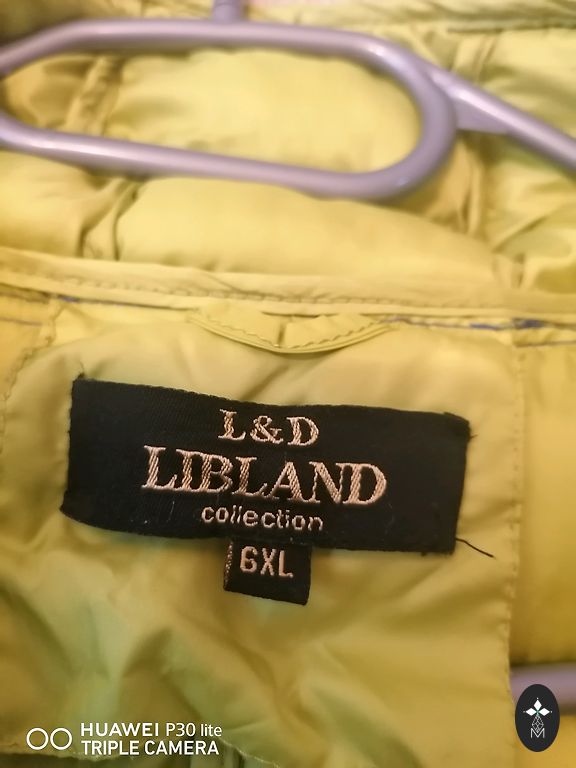 L&D
LIBLAND
collection
6XL
HUAWEI P30 lite
TRIPLE CAMERA
M